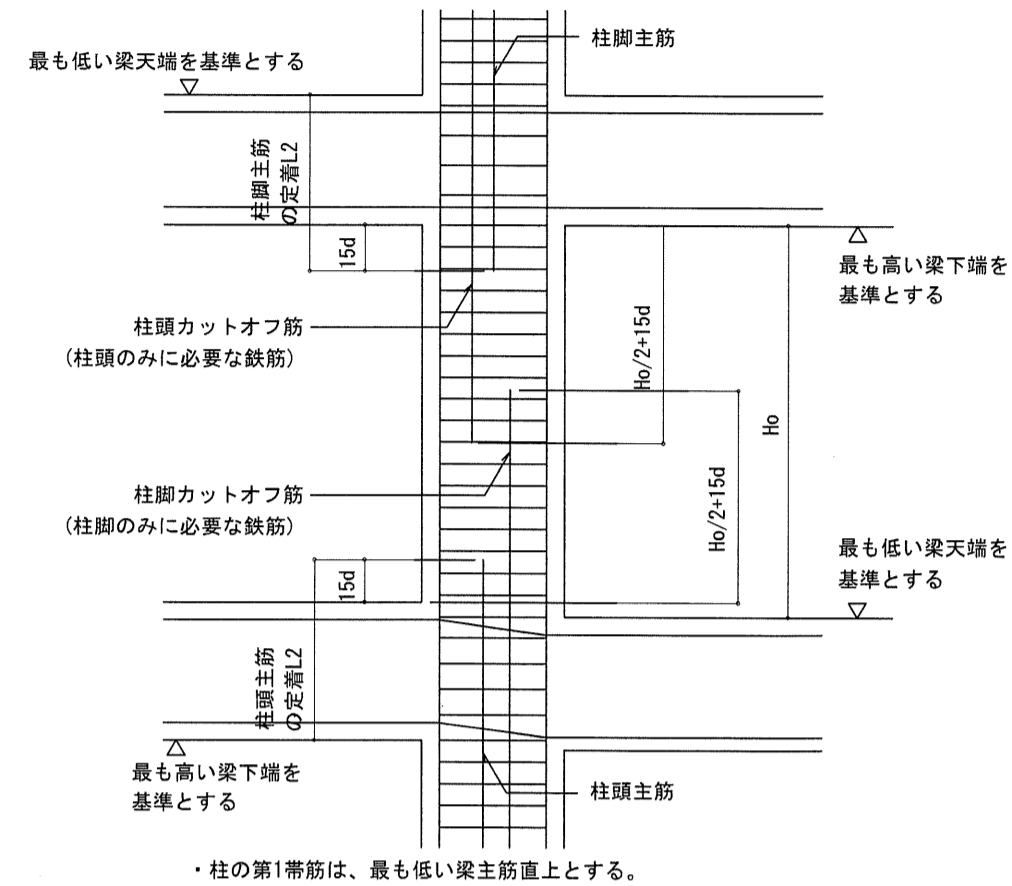 柱脚主筋
最も低い梁天端を基準とする
柱脚主筋
の定着L2
15d
最も高い梁下端を
基準とする
柱頭カットオフ筋
(柱頭のみに必要な鉄筋)
Ho/2+15d
Ho
柱脚カットオフ筋
(柱脚のみに必要な鉄筋)
Ho/2+15d
最も低い梁天端を
基準とする
15d
柱頭主筋
の定着L2
最も高い梁下端を
基準とする
柱頭主筋
・柱の第1帯筋は、最も低い梁主筋直上とする。